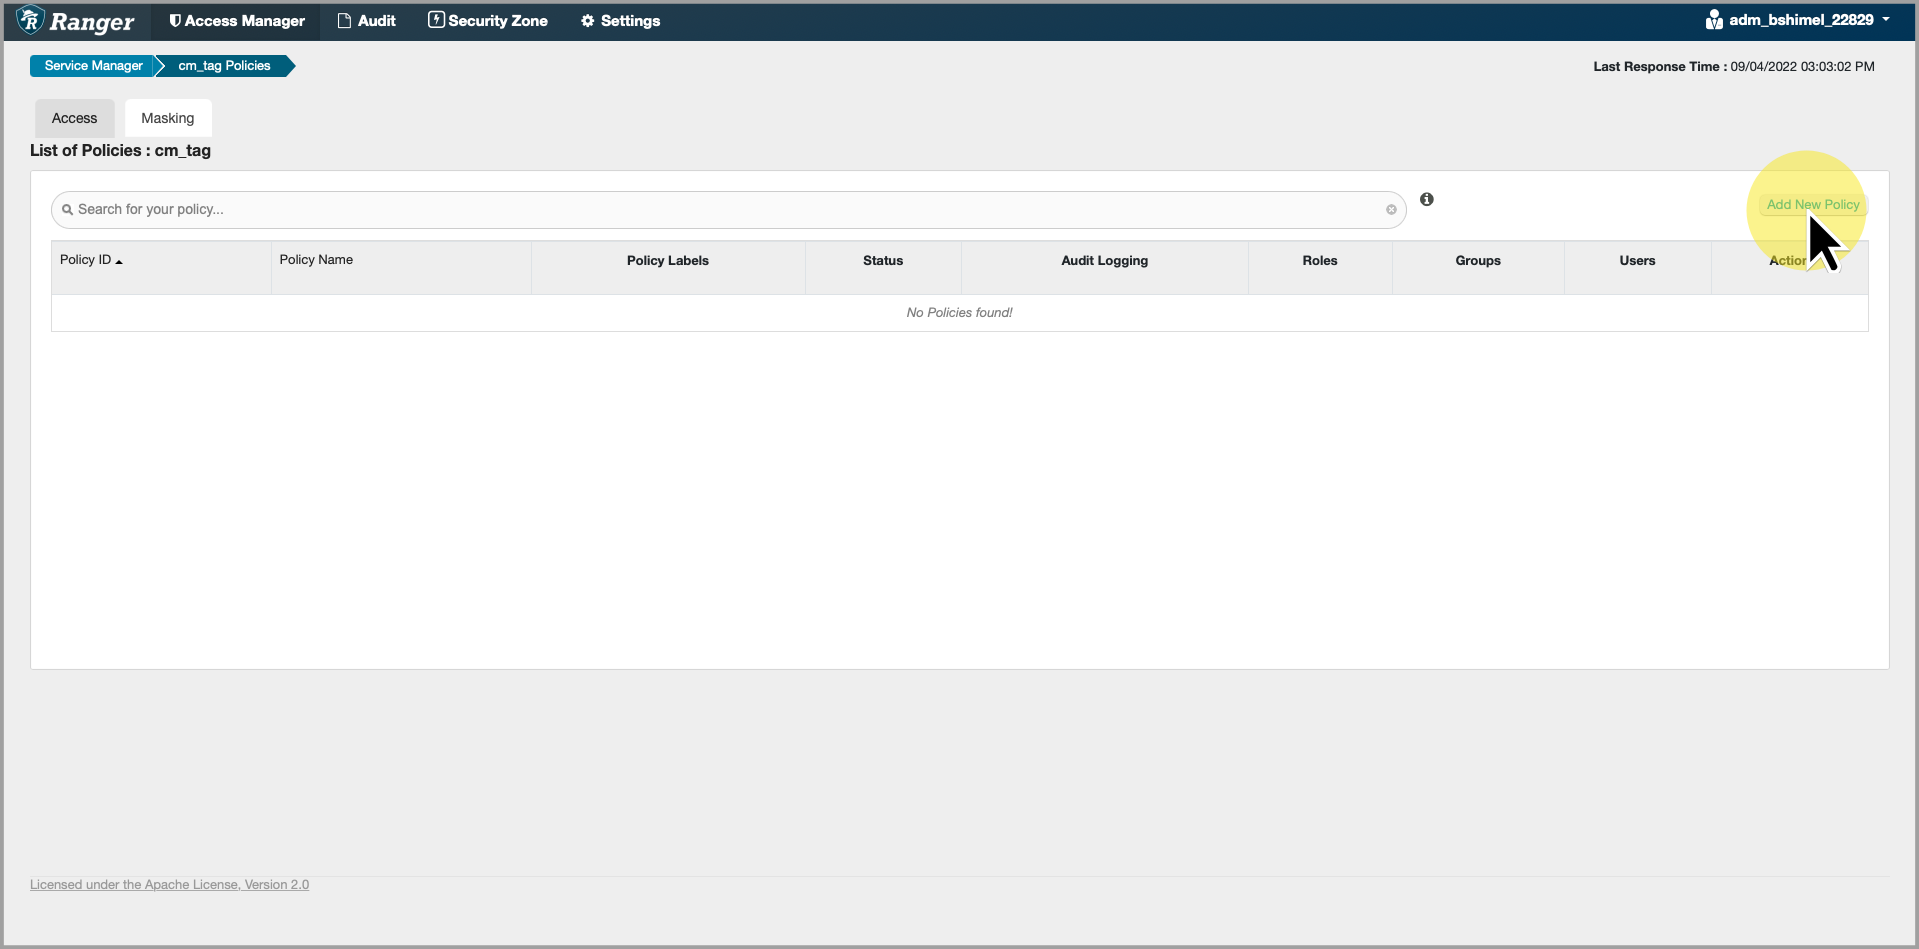 Ranger Access Manager Audit Security Zone Settings adm_bshimel_22829
Service Manager cm_tag Policies Last Response Time : 09/04/2022 03:03:02 PM
Access Masking
List of Policies : cm_tag
Search for your policy...
Add New Policy
Policy ID Policy Name Policy Labels Status Audit Logging Roles Groups Users Action
No Policies found!
Licensed under the Apache License, Version 2.0